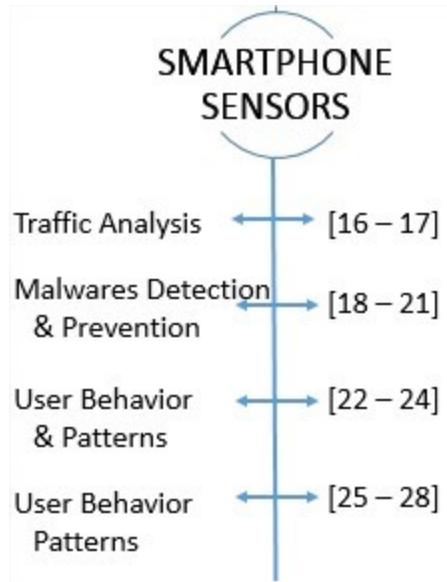 SMARTPHONE
SENSORS
Traffic Analysis [16 – 17]
Malwares Detection [18 – 21]
& Prevention
User Behavior [22 – 24]
& Patterns
User Behavior [25 – 28]
Patterns